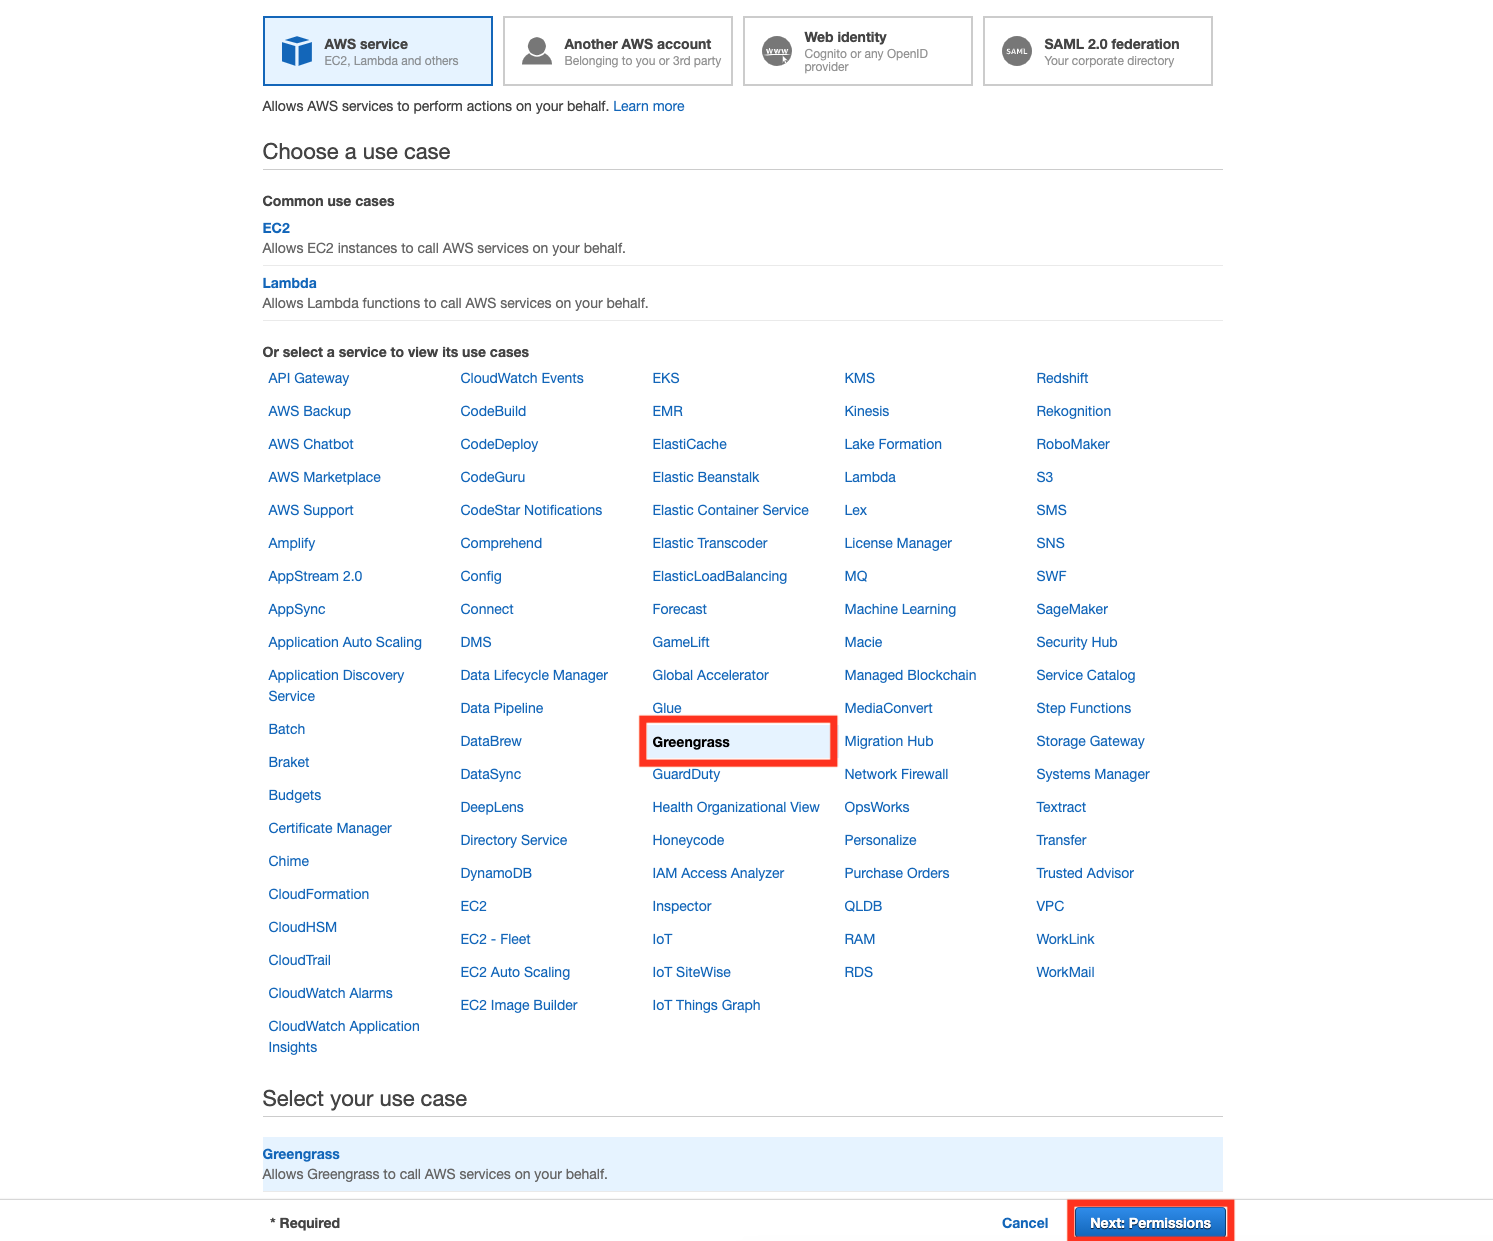 AWS service
EC2, Lambda and others
Another AWS account
Belonging to you or 3rd party
www
Web identity
Cognito or any OpenID
provider
SAML
SAML 2.0 federation
Your corporate directory
Allows AWS services to perform actions on your behalf. Learn more
Choose a use case
Common use cases
EC2
Allows EC2 instances to call AWS services on your behalf.
Lambda
Allows Lambda functions to call AWS services on your behalf.
Or select a service to view its use cases
API Gateway
AWS Backup
AWS Chatbot
AWS Marketplace
AWS Support
Amplify
AppStream 2.0
AppSync
Application Auto Scaling
Application Discovery
Service
Batch
Braket
Budgets
Certificate Manager
Chime
CloudFormation
CloudHSM
CloudTrail
CloudWatch Alarms
CloudWatch Application
Insights
CloudWatch Events
CodeBuild
CodeDeploy
CodeGuru
CodeStar Notifications
Comprehend
Config
Connect
DMS
Data Lifecycle Manager
Data Pipeline
DataBrew
DataSync
DeepLens
Directory Service
DynamoDB
EC2
EC2 - Fleet
EC2 Auto Scaling
EC2 Image Builder
EKS
EMR
ElastiCache
Elastic Beanstalk
Elastic Container Service
Elastic Transcoder
ElasticLoadBalancing
Forecast
GameLift
Global Accelerator
Glue
Greengrass
GuardDuty
Health Organizational View
Honeycode
IAM Access Analyzer
Inspector
IoT
IoT SiteWise
IoT Things Graph
KMS
Kinesis
Lake Formation
Lambda
Lex
License Manager
MQ
Machine Learning
Macie
Managed Blockchain
MediaConvert
Migration Hub
Network Firewall
OpsWorks
Personalize
Purchase Orders
QLDB
RAM
RDS
Redshift
Rekognition
RoboMaker
S3
SMS
SNS
SWF
SageMaker
Security Hub
Service Catalog
Step Functions
Storage Gateway
Systems Manager
Textract
Transfer
Trusted Advisor
VPC
WorkLink
WorkMail
Select your use case
Greengrass
Allows Greengrass to call AWS services on your behalf.
* Required
Cancel
Next: Permissions